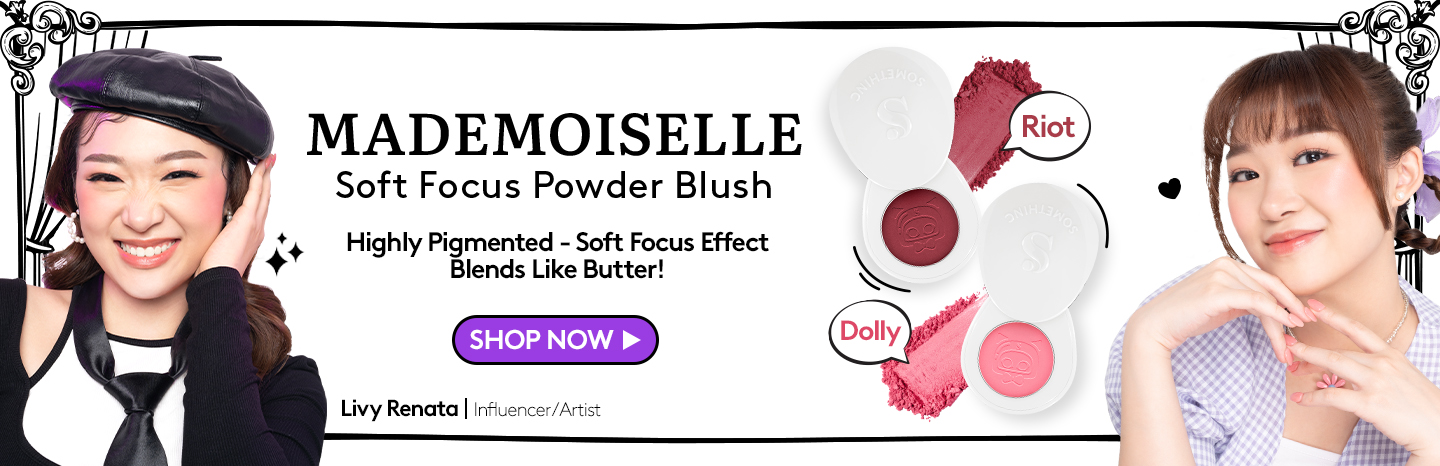 MADEMOISELLE
Soft Focus Powder Blush
Highly Pigmented - Soft Focus Effect
Blends Like Butter!
SHOP NOW
Livy Renata | Influencer/Artist
SOMETHINC
S
Riot
SOMETHINC
S
Dolly